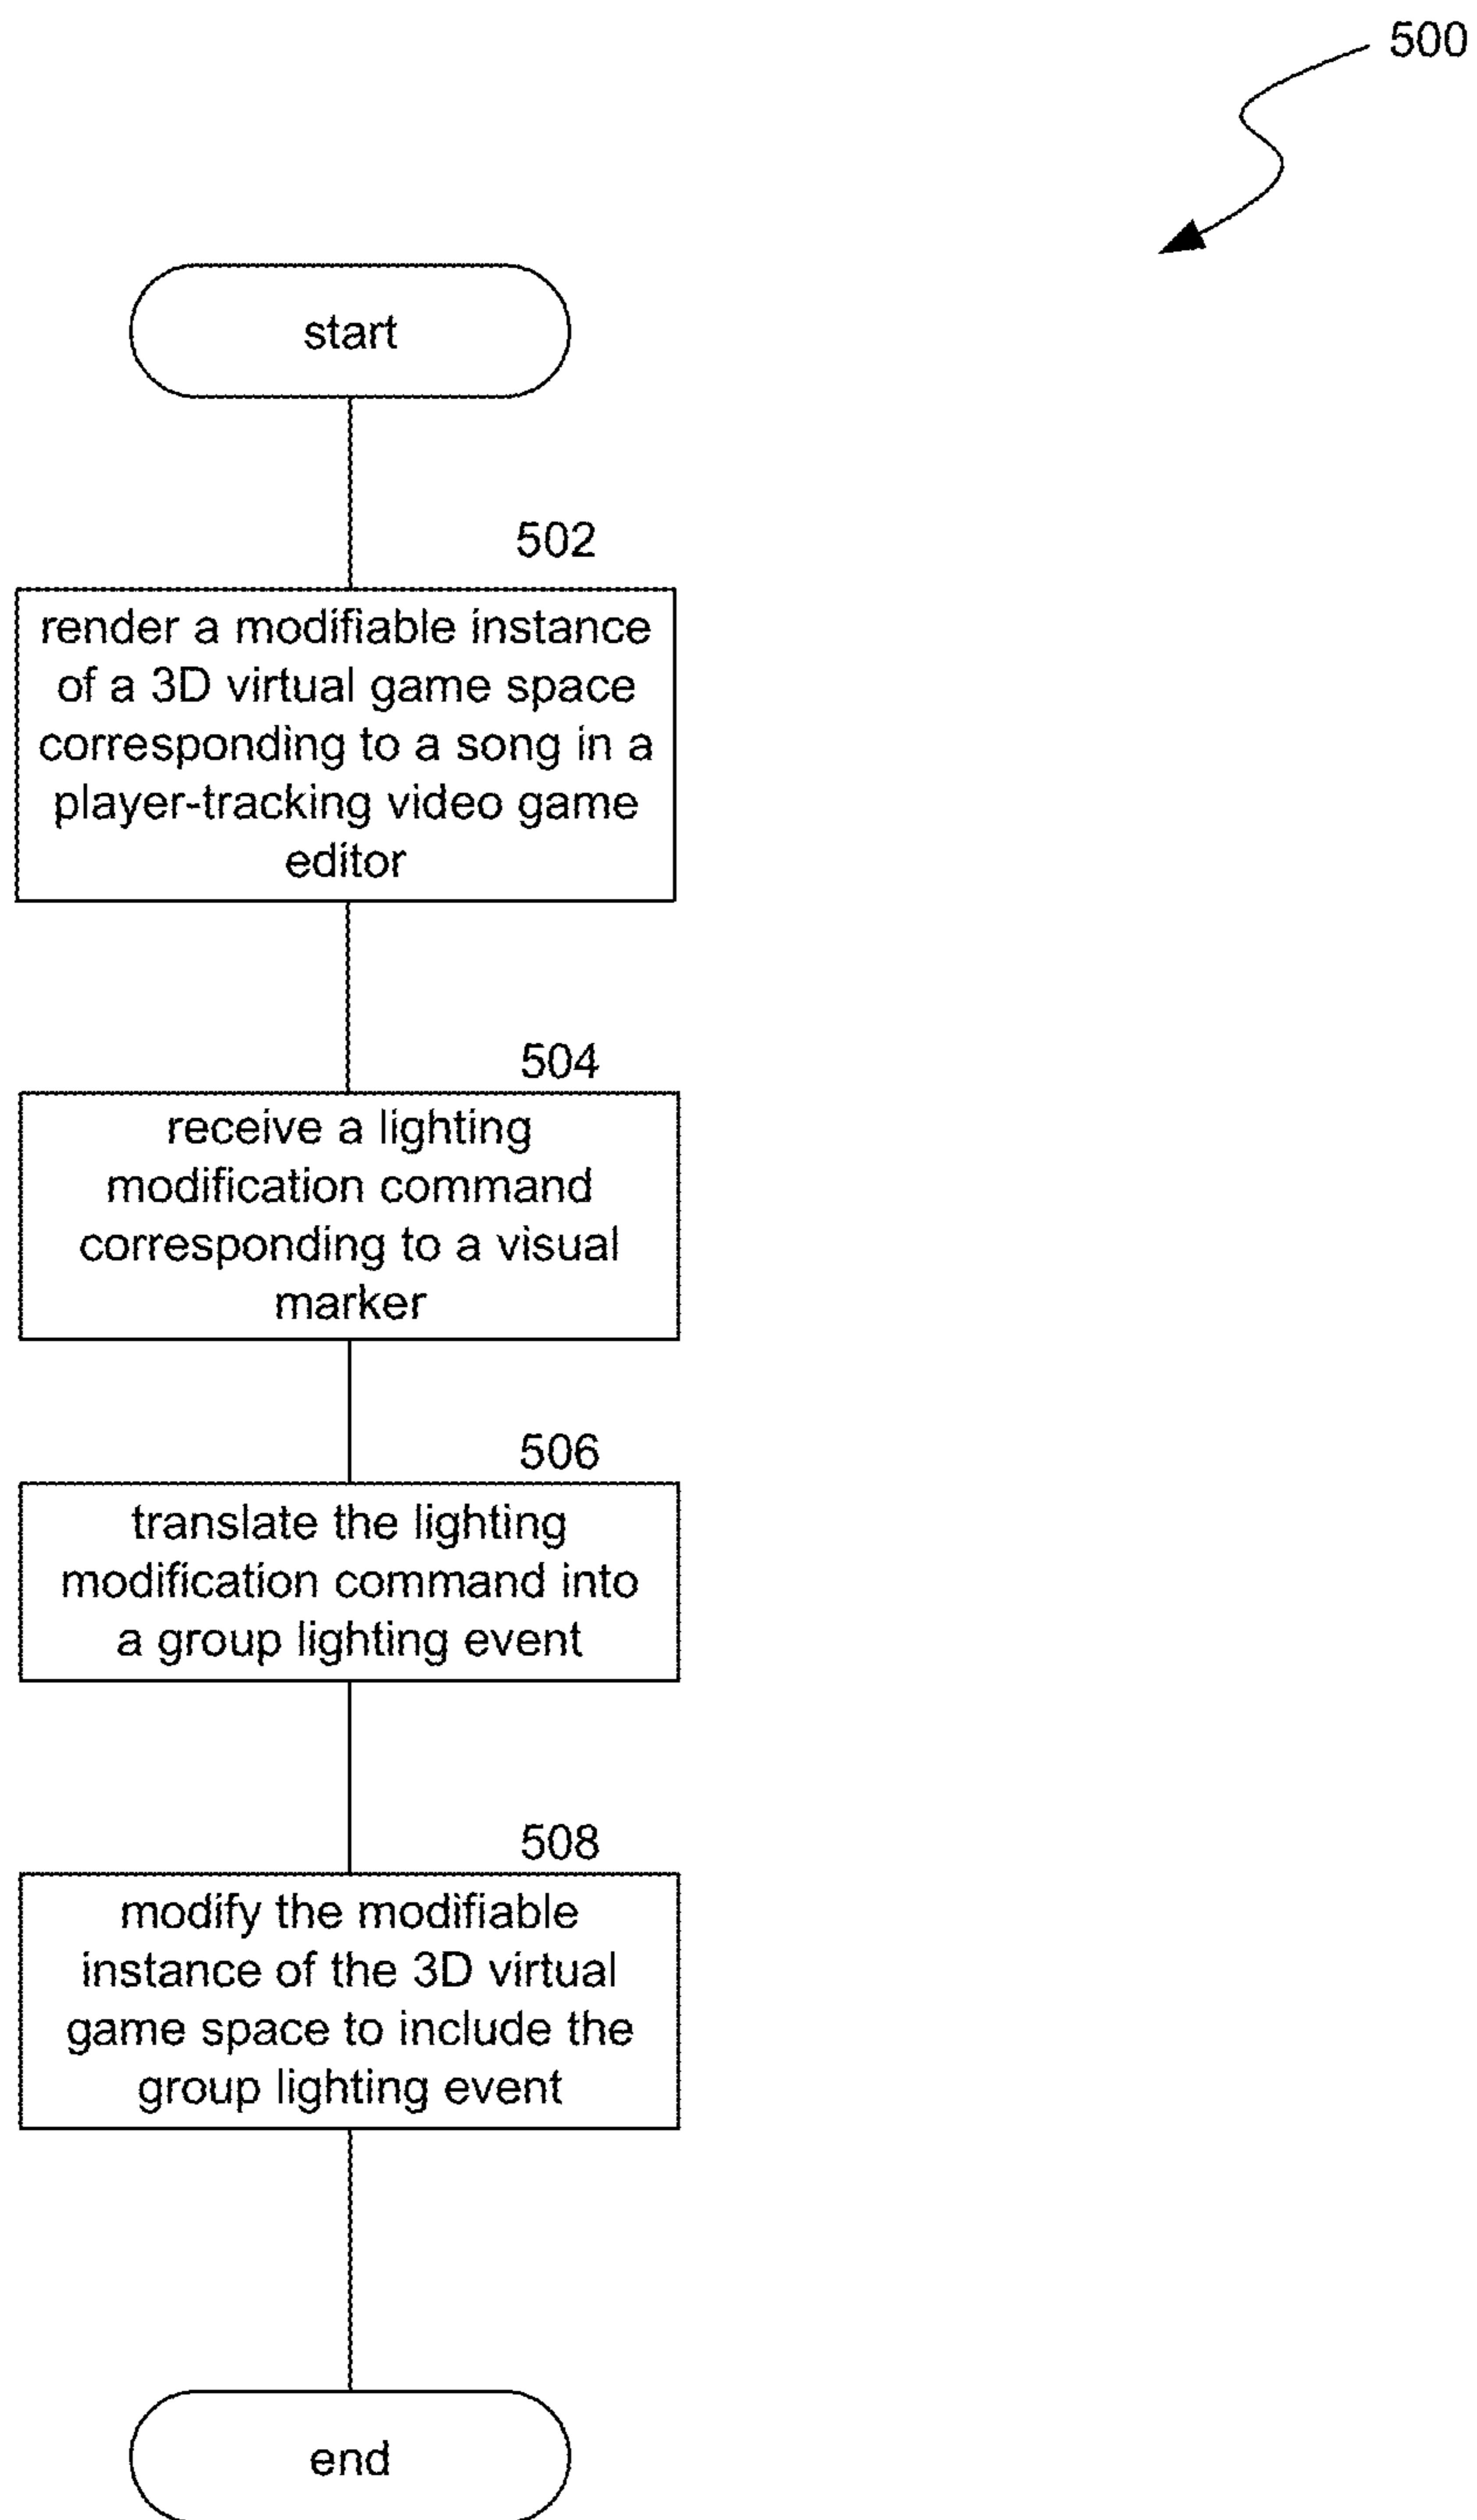 500
start
502
render a modifiable instance
of a 3D virtual game space
corresponding to a song in a
player-tracking video game
editor
504
receive a lighting
modification command
corresponding to a visual
marker
506
translate the lighting
modification command into
a group lighting event
508
modify the modifiable
instance of the 3D virtual
game space to include the
group lighting event
end